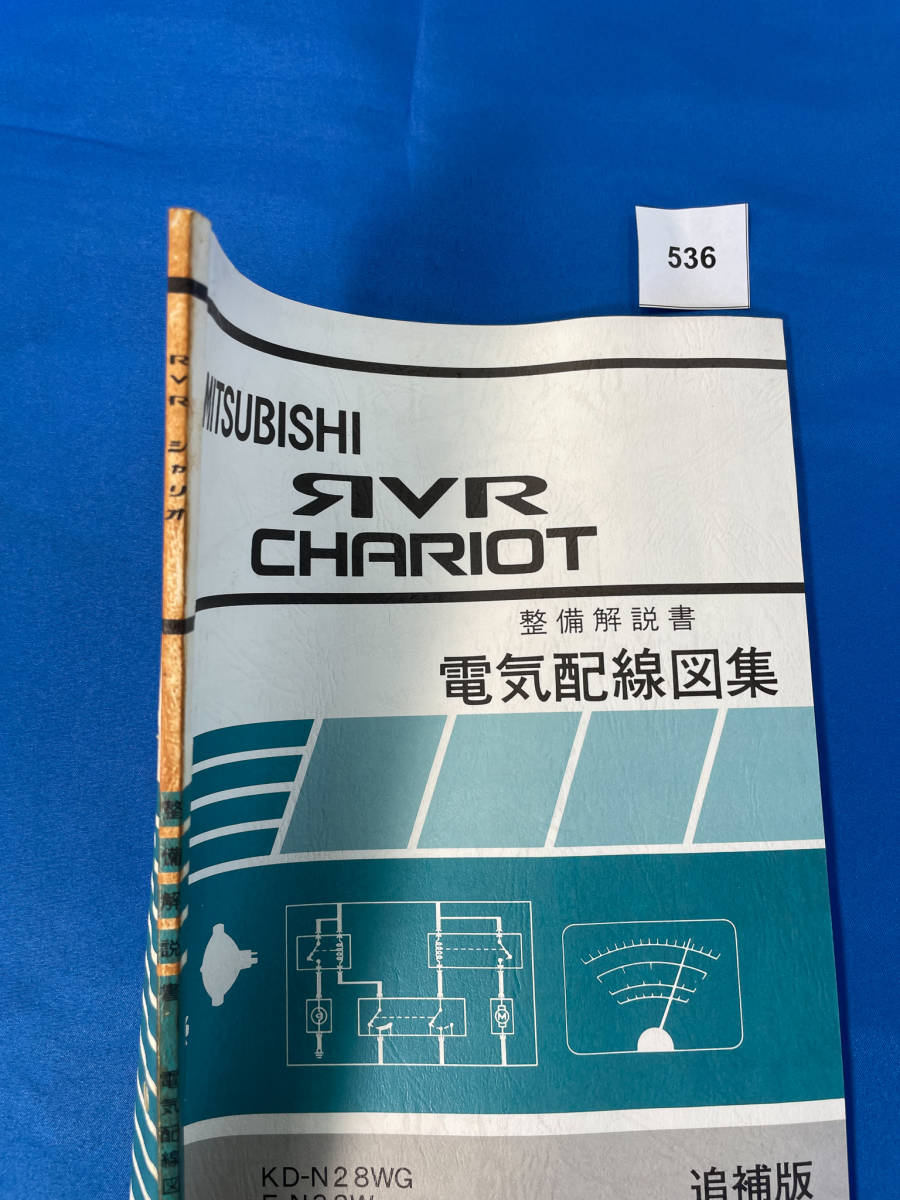 536
MITSUBISHI
RVR
CHARIOT
整備解説書
電気配線図集
M
KD-N28WG
追補版
RVR シャリオ
整備解説書 電気配線図